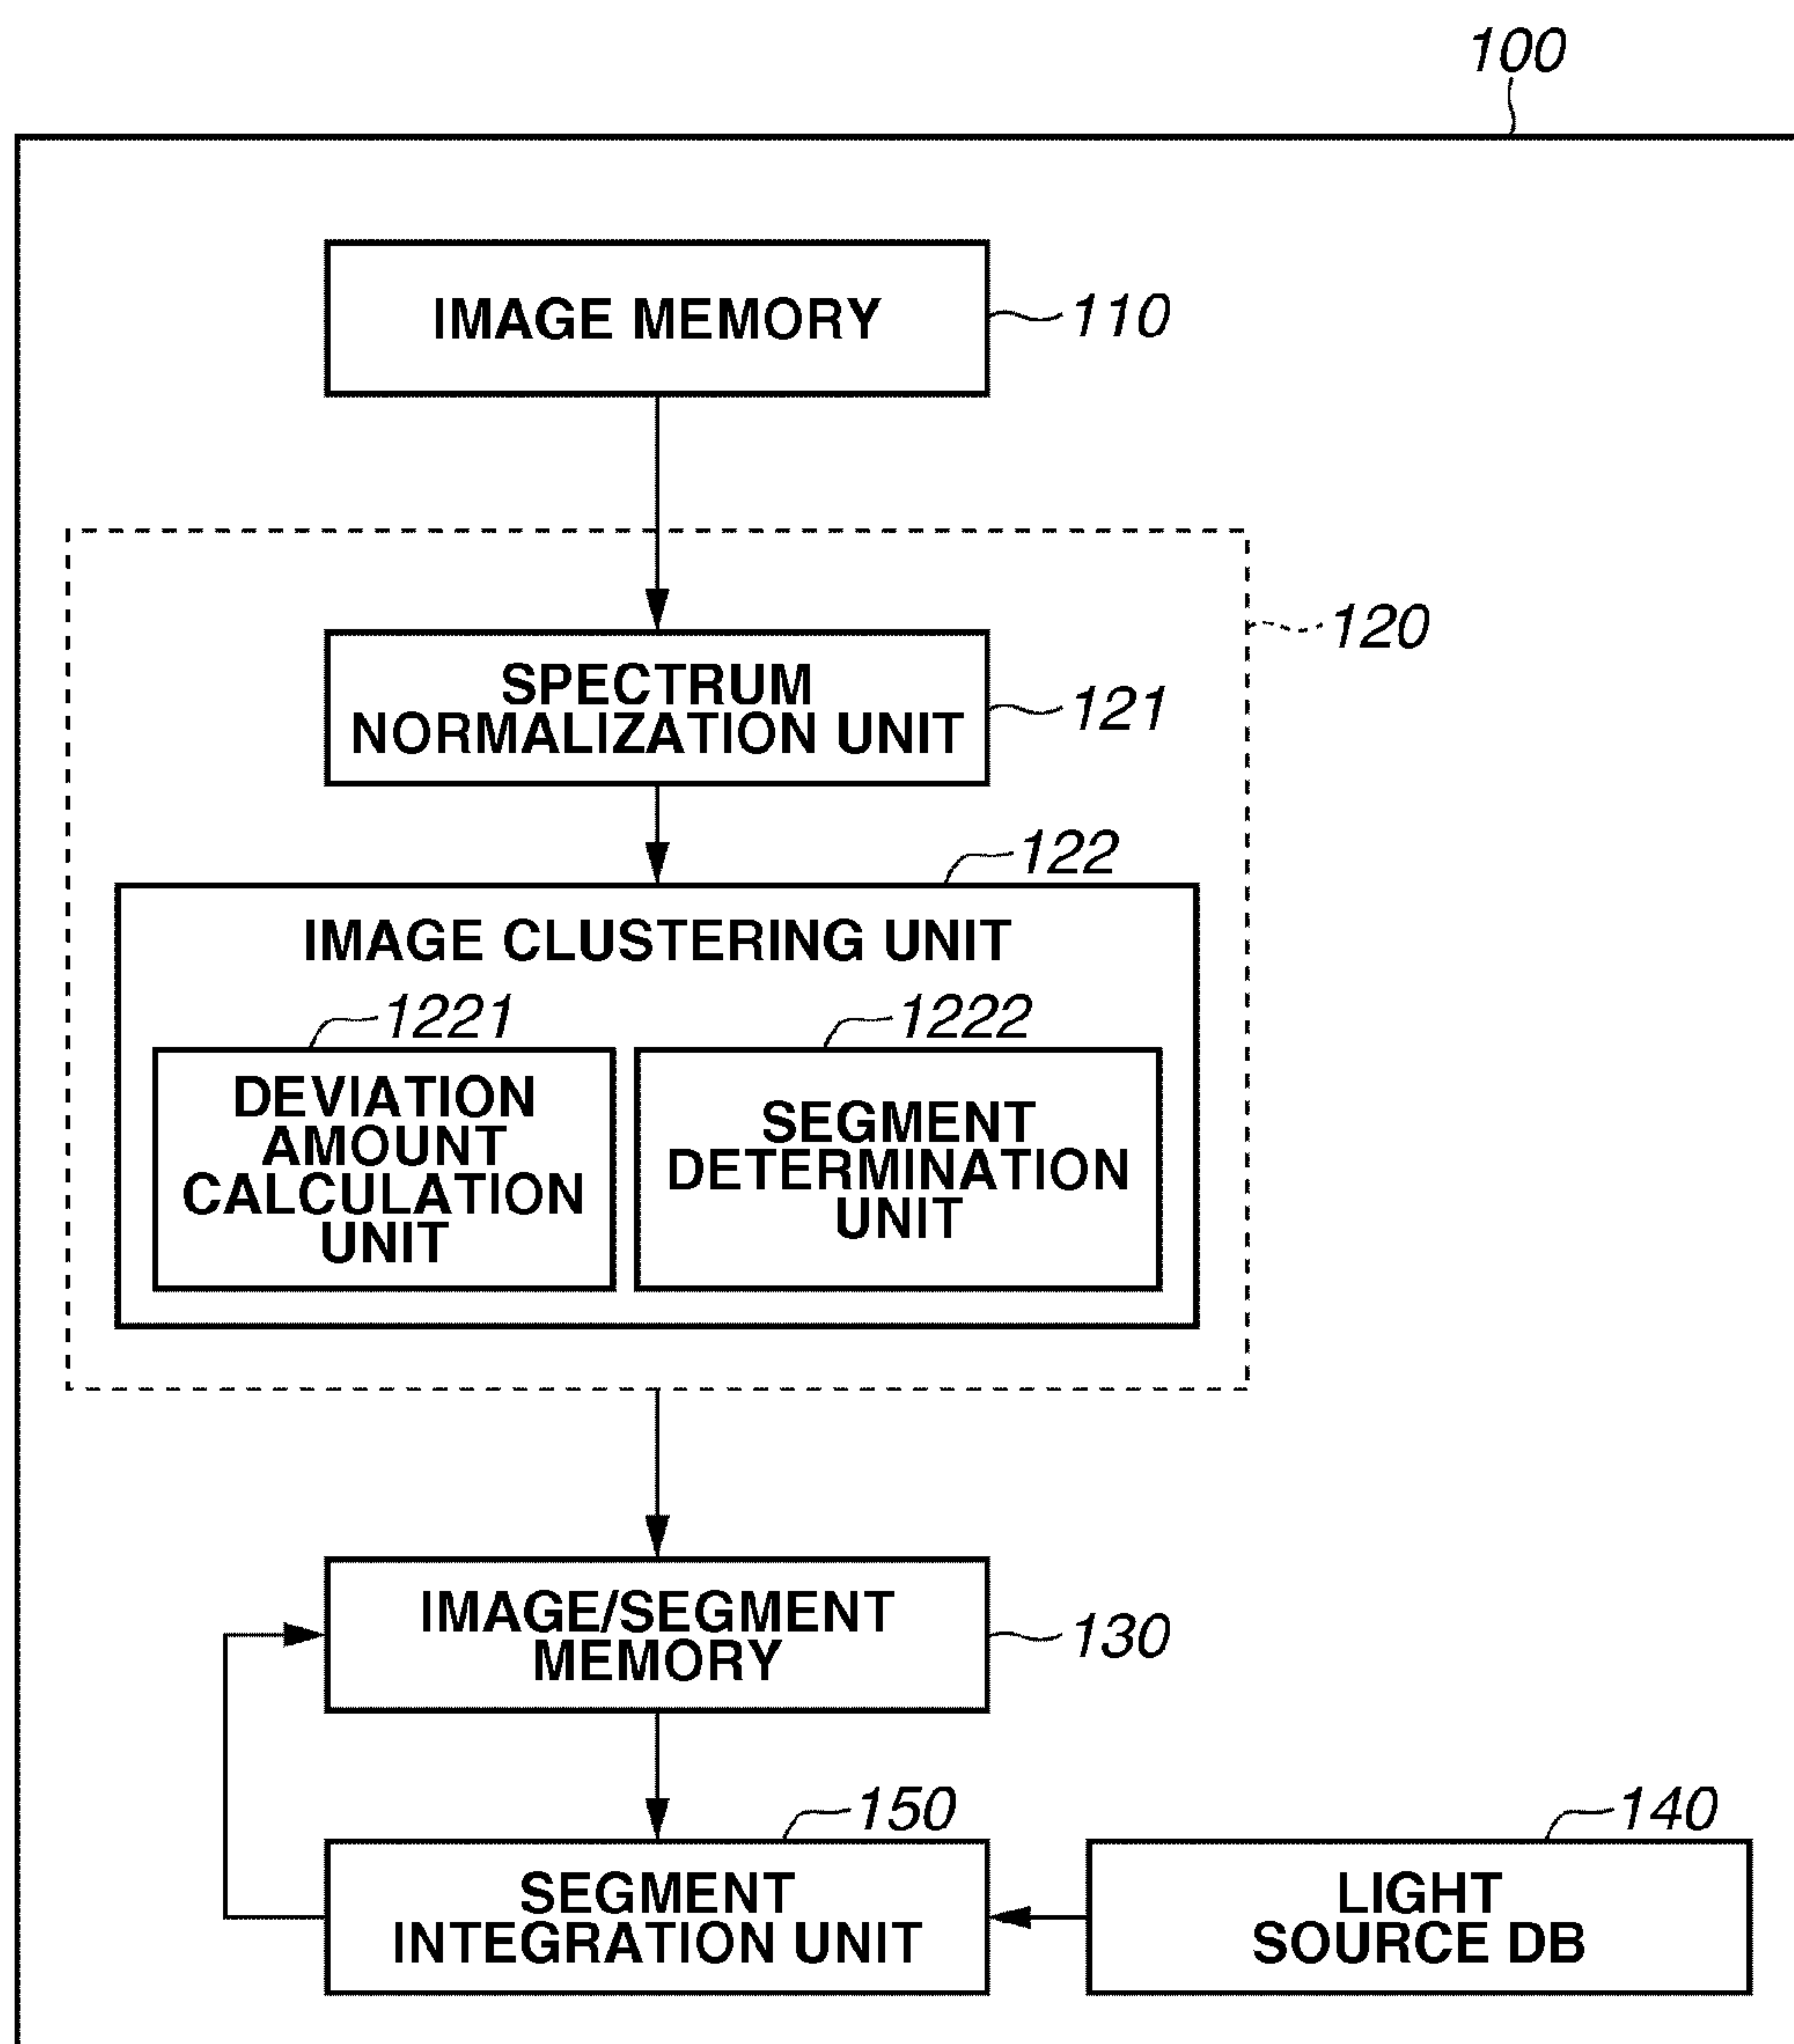 100
IMAGE MEMORY
110
120
SPECTRUM
NORMALIZATION UNIT
121
122
IMAGE CLUSTERING UNIT
1221
DEVIATION
AMOUNT
CALCULATION
UNIT
1222
SEGMENT
DETERMINATION
UNIT
IMAGE/SEGMENT
MEMORY
130
150
SEGMENT
INTEGRATION UNIT
140
LIGHT
SOURCE DB